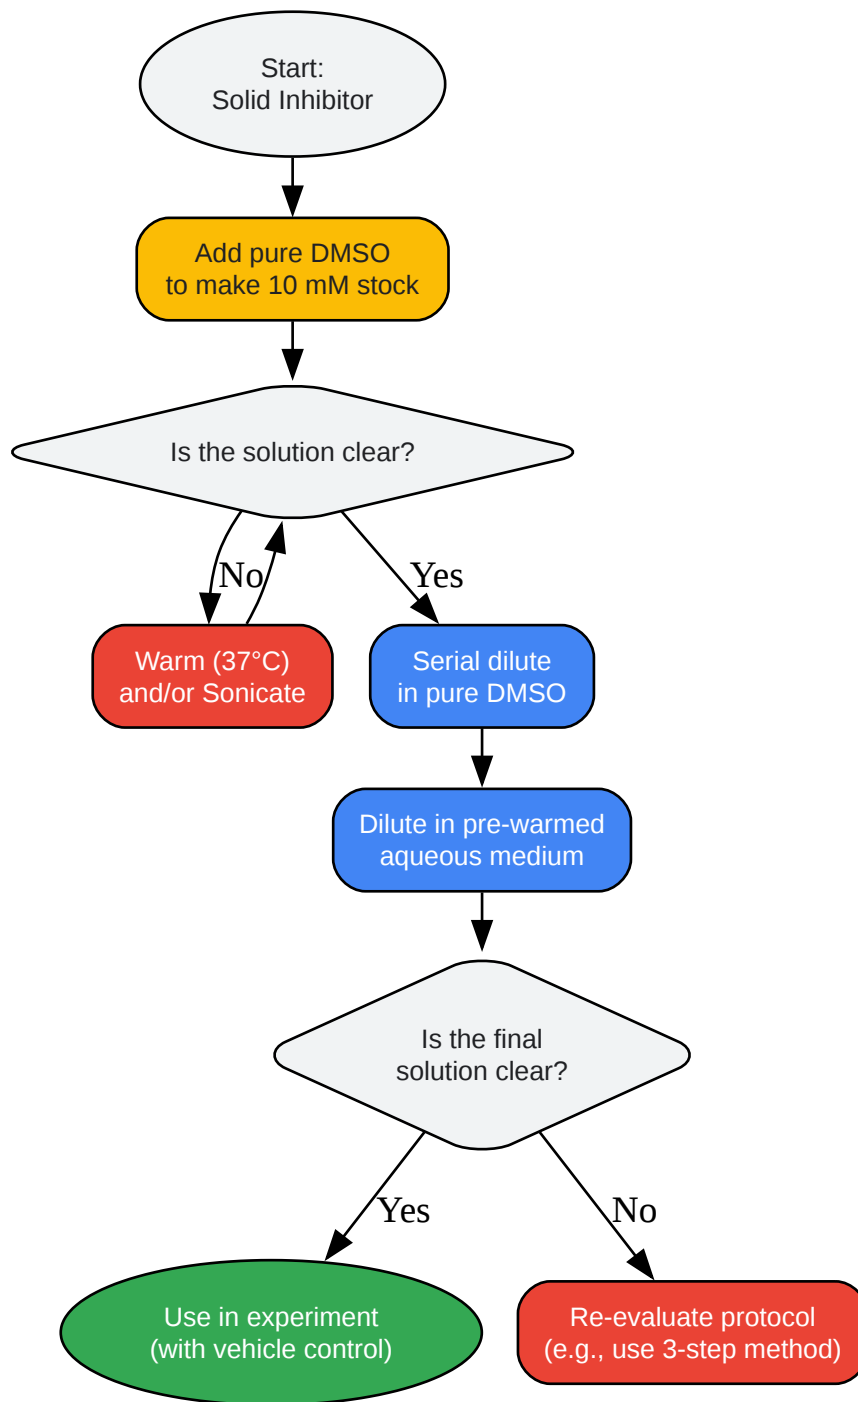 Start:
Solid Inhibitor
Add pure DMSO
to make 10 mM stock
Is the solution clear?
No
Yes
Warm (37°C)
and/or Sonicate
Serial dilute
in pure DMSO
Dilute in pre-warmed
aqueous medium
Is the final
solution clear?
Yes
No
Use in experiment
(with vehicle control)
Re-evaluate protocol
(e.g., use 3-step method)